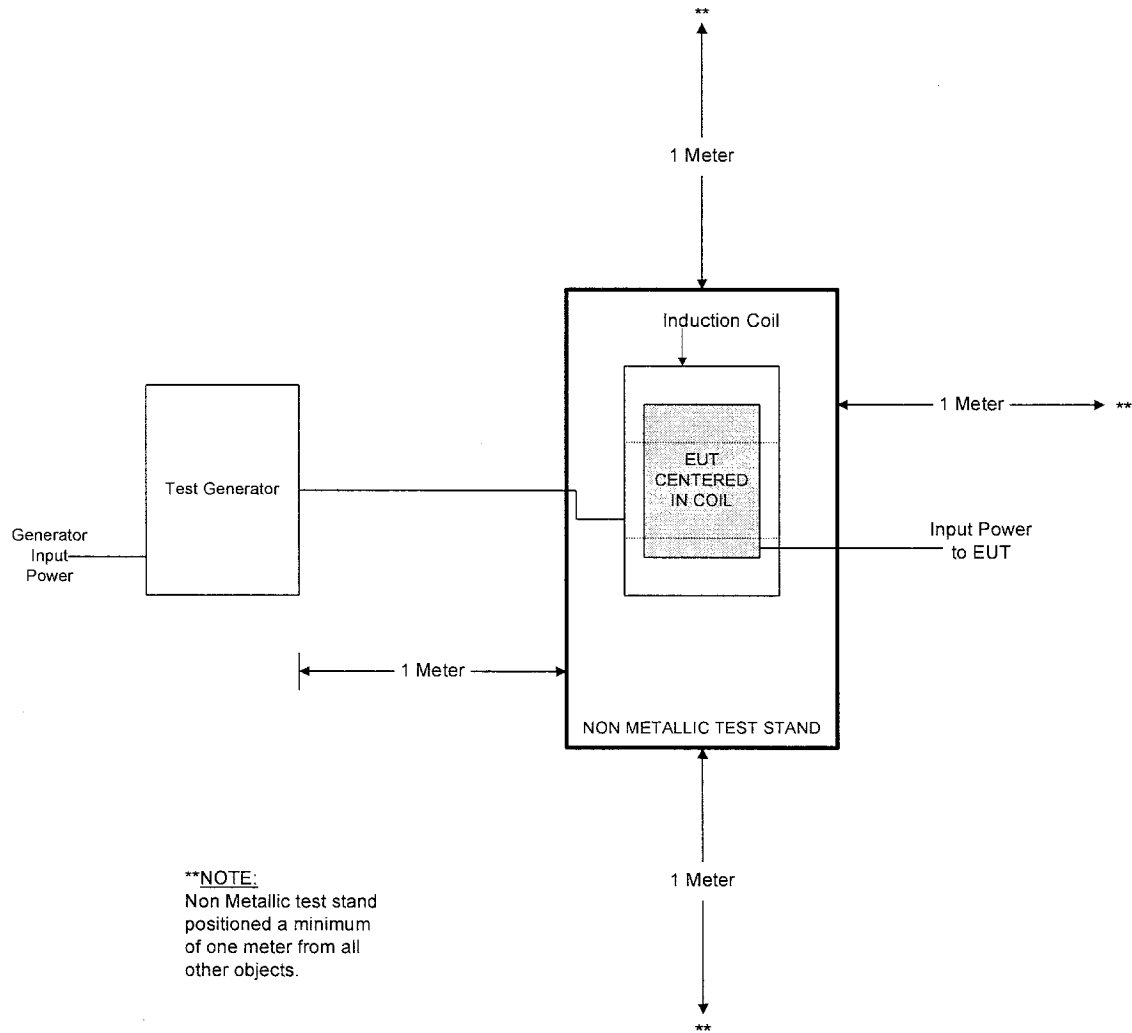 **
1 Meter
Induction Coil
1 Meter
**
EUT
CENTERED
IN COIL
Test Generator
Generator
Input
Power
Input Power
to EUT
1 Meter
NON METALLIC TEST STAND
1 Meter
**NOTE:
Non Metallic test stand
positioned a minimum
of one meter from all
other objects.
**